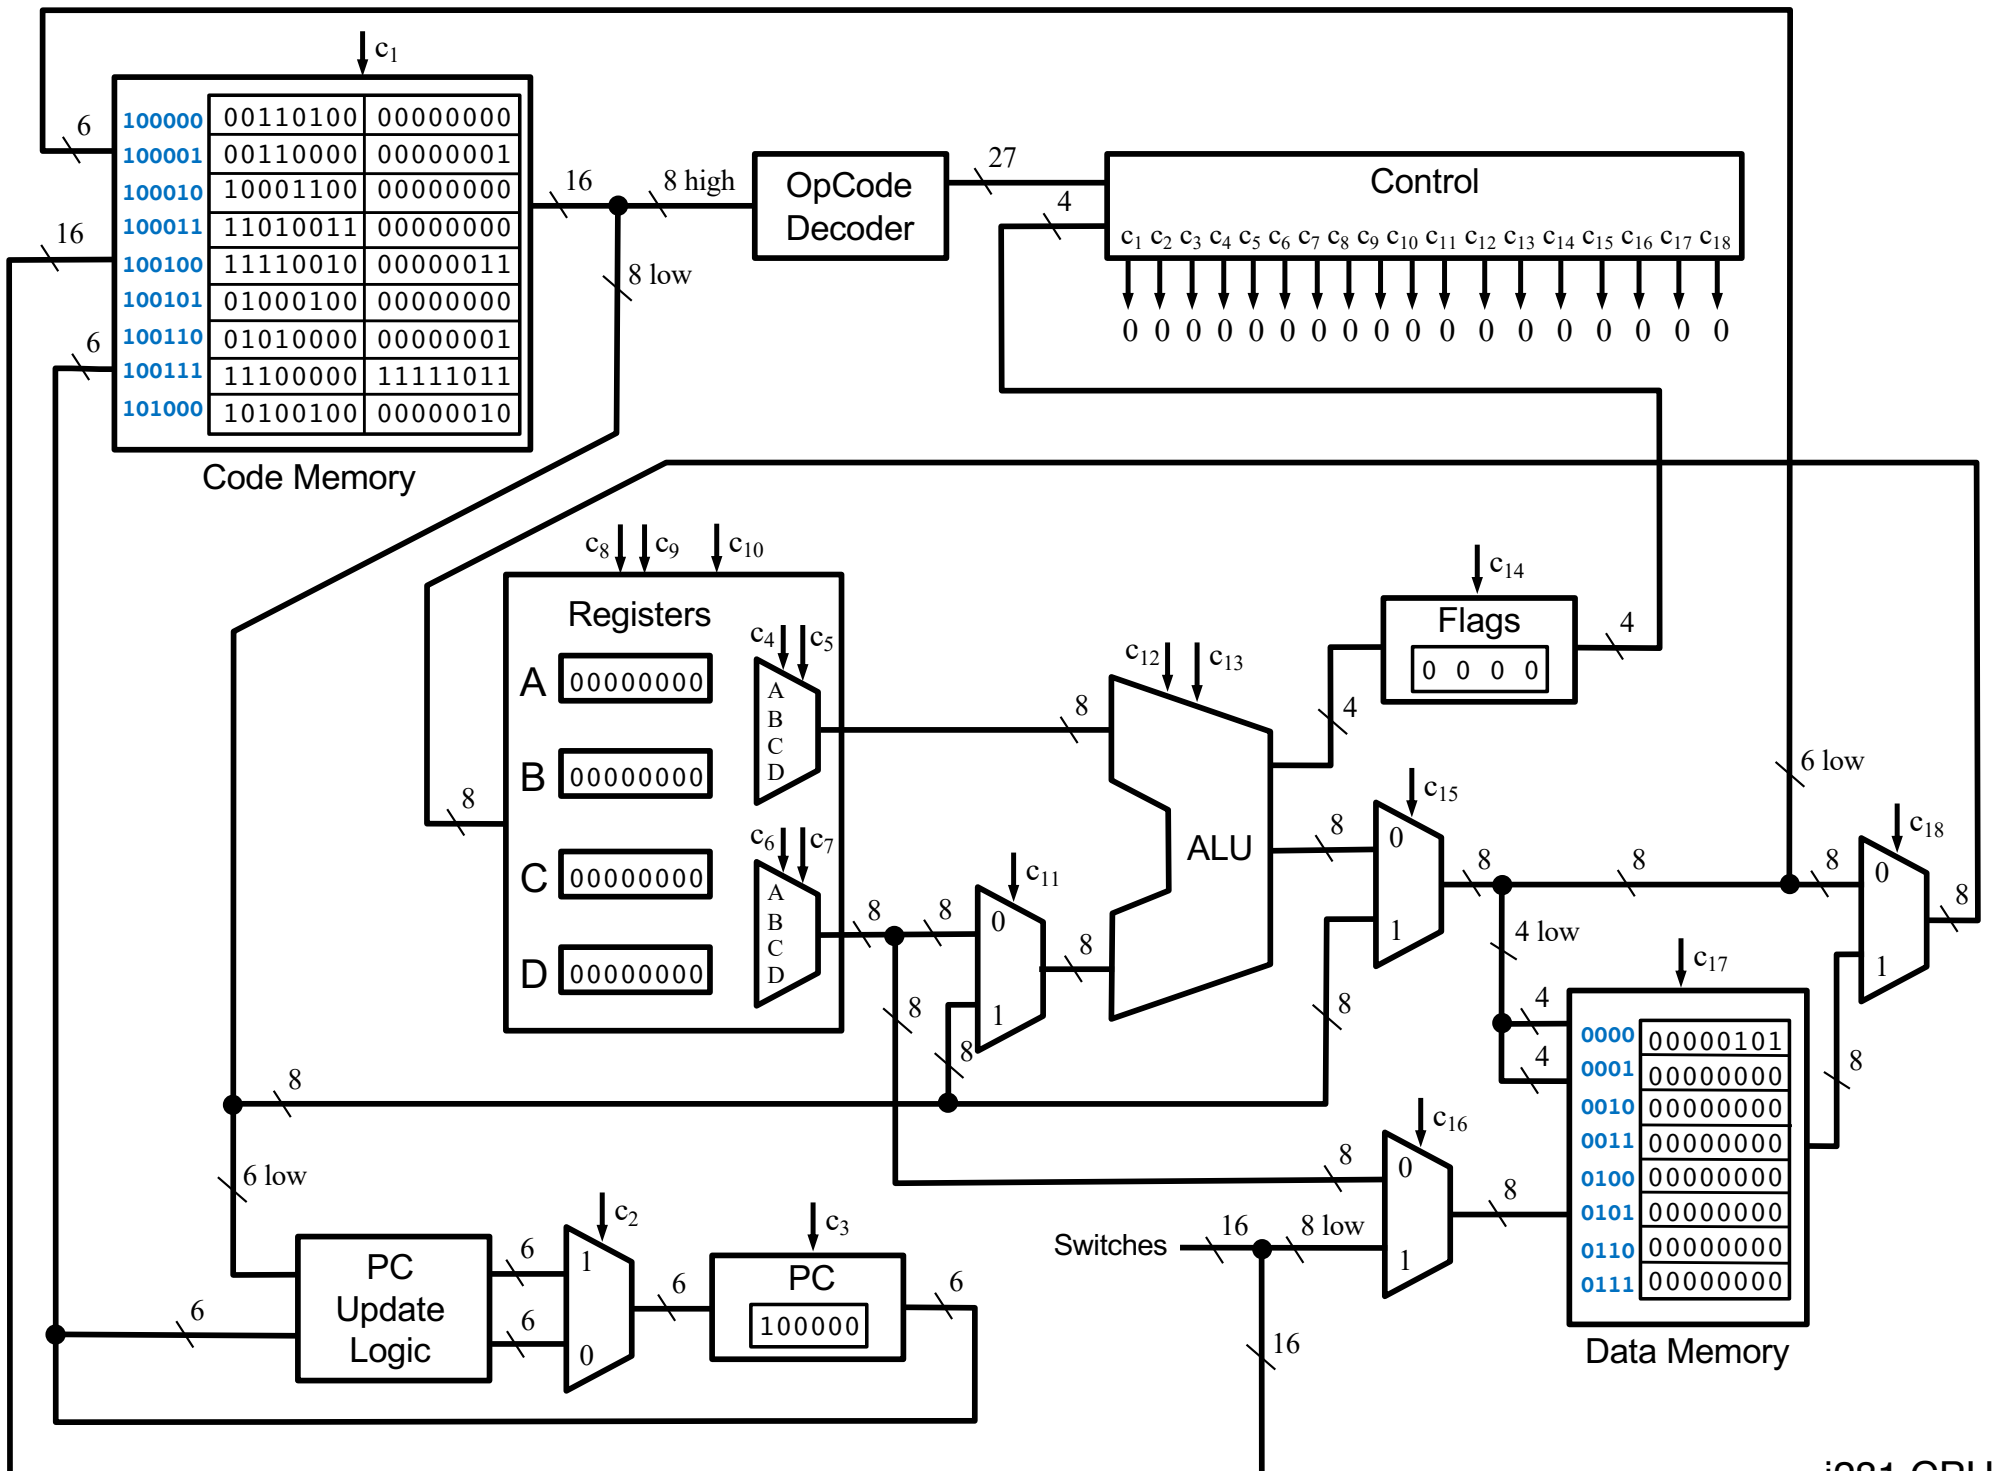 c1
6
16
6
100000 00110100 00000000
100001 00110000 00000001
100010 10001100 00000000
100011 11010011 00000000
100100 11110010 00000011
100101 01000100 00000000
100110 01010000 00000001
100111 11100000 11111011
101000 10100100 00000010
Code Memory
16
8 high
8 low
OpCode
Decoder
27
4
Control
c1 c2 c3 c4 c5 c6 c7 c8 c9 c10 c11 c12 c13 c14 c15 c16 c17 c18
0 0 0 0 0 0 0 0 0 0 0 0 0 0 0 0 0 0
c8 c9 c10
Registers
A 00000000
B 00000000
C 00000000
D 00000000
c4 c5
A
B
C
D
c6 c7
A
B
C
D
8
8
8
8
8
c11
0
1
8
8
c12 c13
ALU
4
c14
Flags
0 0 0 0
4
8
c15
0
1
8
8
8
4 low
6 low
8
c18
0
1
8
8
4
4
c17
0000 00000101
0001 00000000
0010 00000000
0011 00000000
0100 00000000
0101 00000000
0110 00000000
0111 00000000
Data Memory
8
c16
0
1
8
8
Switches
16
8 low
16
8
6 low
6
PC
Update
Logic
6
6
c2
1
0
6
c3
PC
100000
6